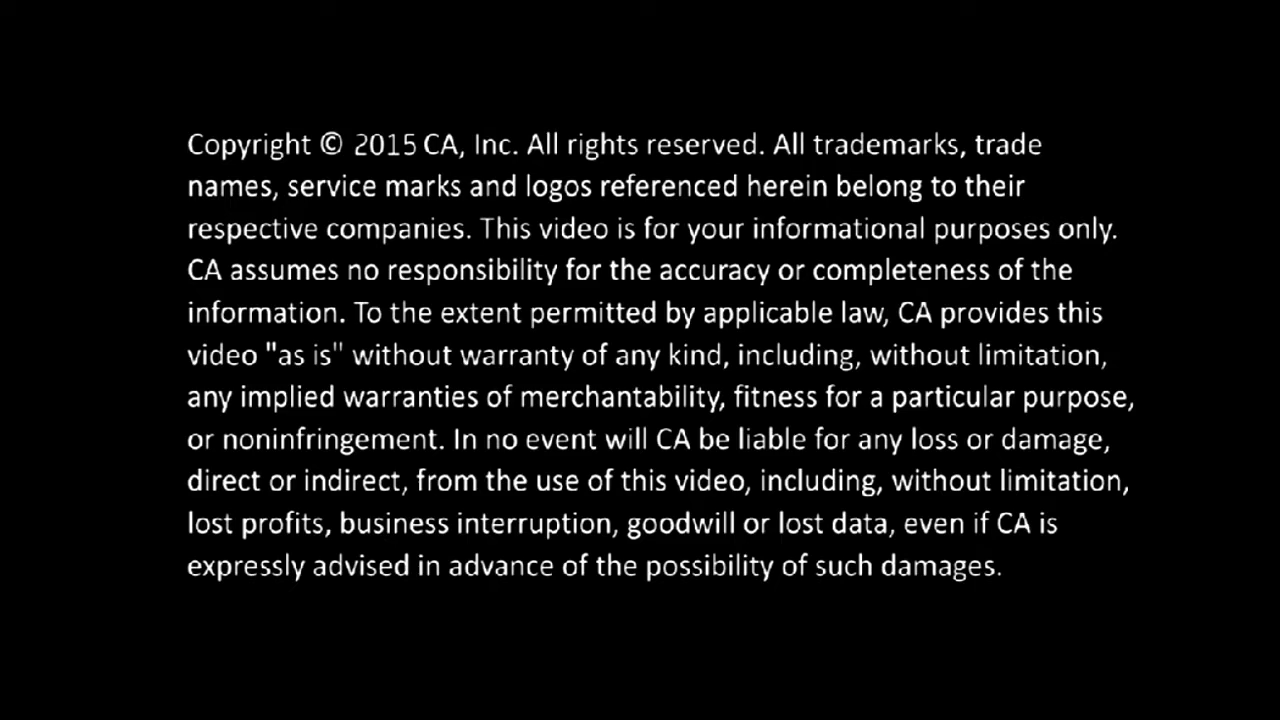 Copyright © 2015 CA, Inc. All rights reserved. All trademarks, trade
names, service marks and logos referenced herein belong to their
respective companies. This video is for your informational purposes only.
CA assumes no responsibility for the accuracy or completeness of the
information. To the extent permitted by applicable law, CA provides this
video "as is" without warranty of any kind, including, without limitation,
any implied warranties of merchantability, fitness for a particular purpose,
or noninfringement. In no event will CA be liable for any loss or damage,
direct or indirect, from the use of this video, including, without limitation,
lost profits, business interruption, goodwill or lost data, even if CA is
expressly advised in advance of the possibility of such damages.